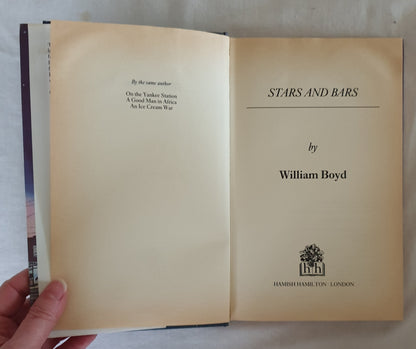 By the same author
On the Yankee Station
A Good Man in Africa
An Ice Cream War
STARS AND BARS
by
William Boyd
hh
HAMISH HAMILTON · LONDON